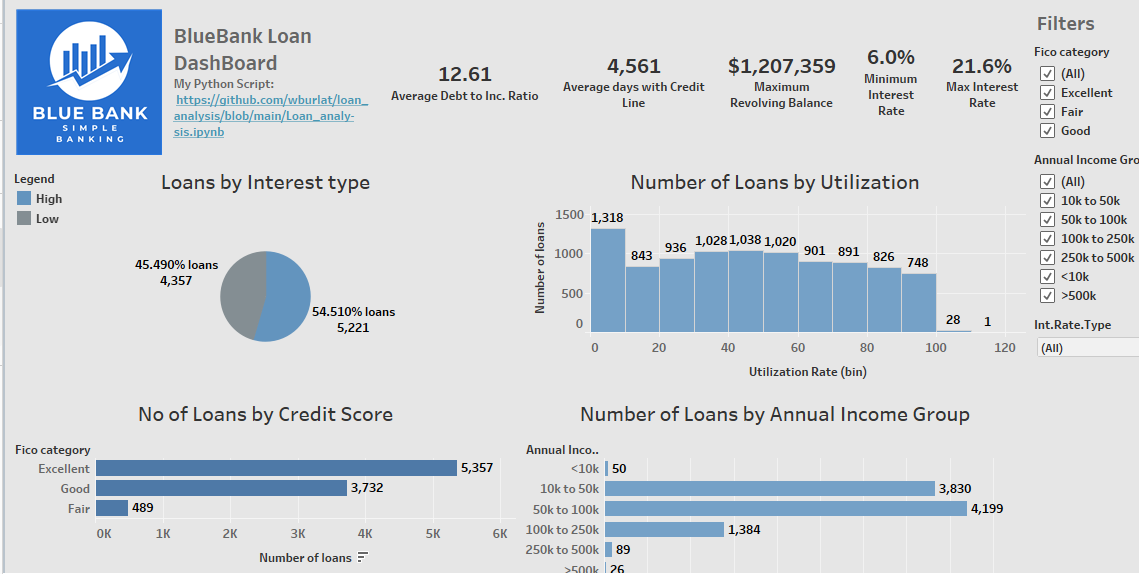 BLUE BANK
SIMPLE
BANKING
BlueBank Loan
DashBoard
My Python Script:
https://github.com/wburlat/loan_
analysis/blob/main/Loan_analy-
sis.ipynb
12.61
Average Debt to Inc. Ratio
4,561
Average days with Credit
Line
$1,207,359
Maximum
Revolving Balance
6.0%
Minimum
Interest
Rate
21.6%
Max Interest
Rate
Filters
Fico category
(All)
Excellent
Fair
Good
Annual Income Gro
(All)
10k to 50k
50k to 100k
100k to 250k
250k to 500k
<10k
>500k
Int.Rate.Type
(All)
Legend
High
Low
Loans by Interest type
45.490% loans
4,357
54.510% loans
5,221
Number of Loans by Utilization
Number of loans
1500
1000
500
0
1,318
843
936
1,028
1,038
1,020
901
891
826
748
28
1
0
20
40
60
80
100
120
Utilization Rate (bin)
No of Loans by Credit Score
Fico category
Excellent
5,357
Good
3,732
Fair
489
0K
1K
2K
3K
4K
5K
6K
Number of loans
Number of Loans by Annual Income Group
Annual Inco..
<10k
50
10k to 50k
3,830
50k to 100k
4,199
100k to 250k
1,384
250k to 500k
89
>500k
26